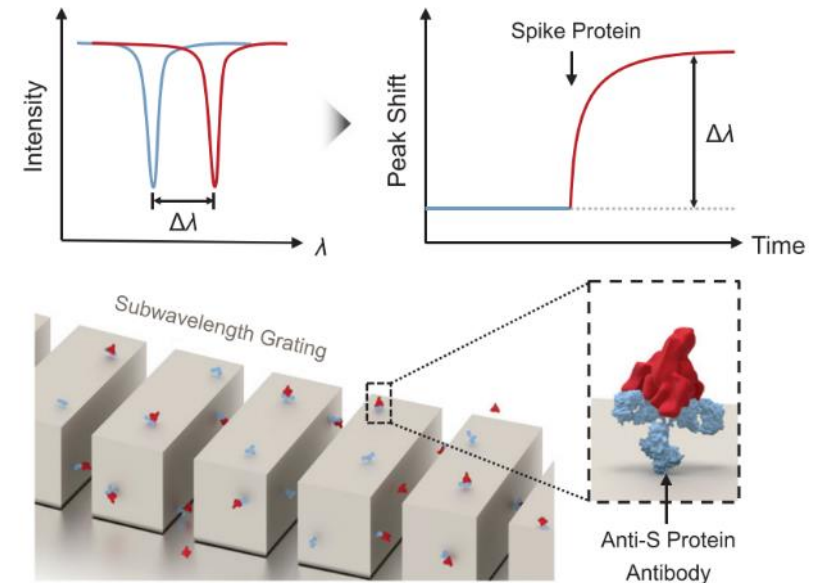 Intensity
Δλ
λ
Peak Shift
Spike Protein
Δλ
Time
Subwavelength Grating
Anti-S Protein
Antibody